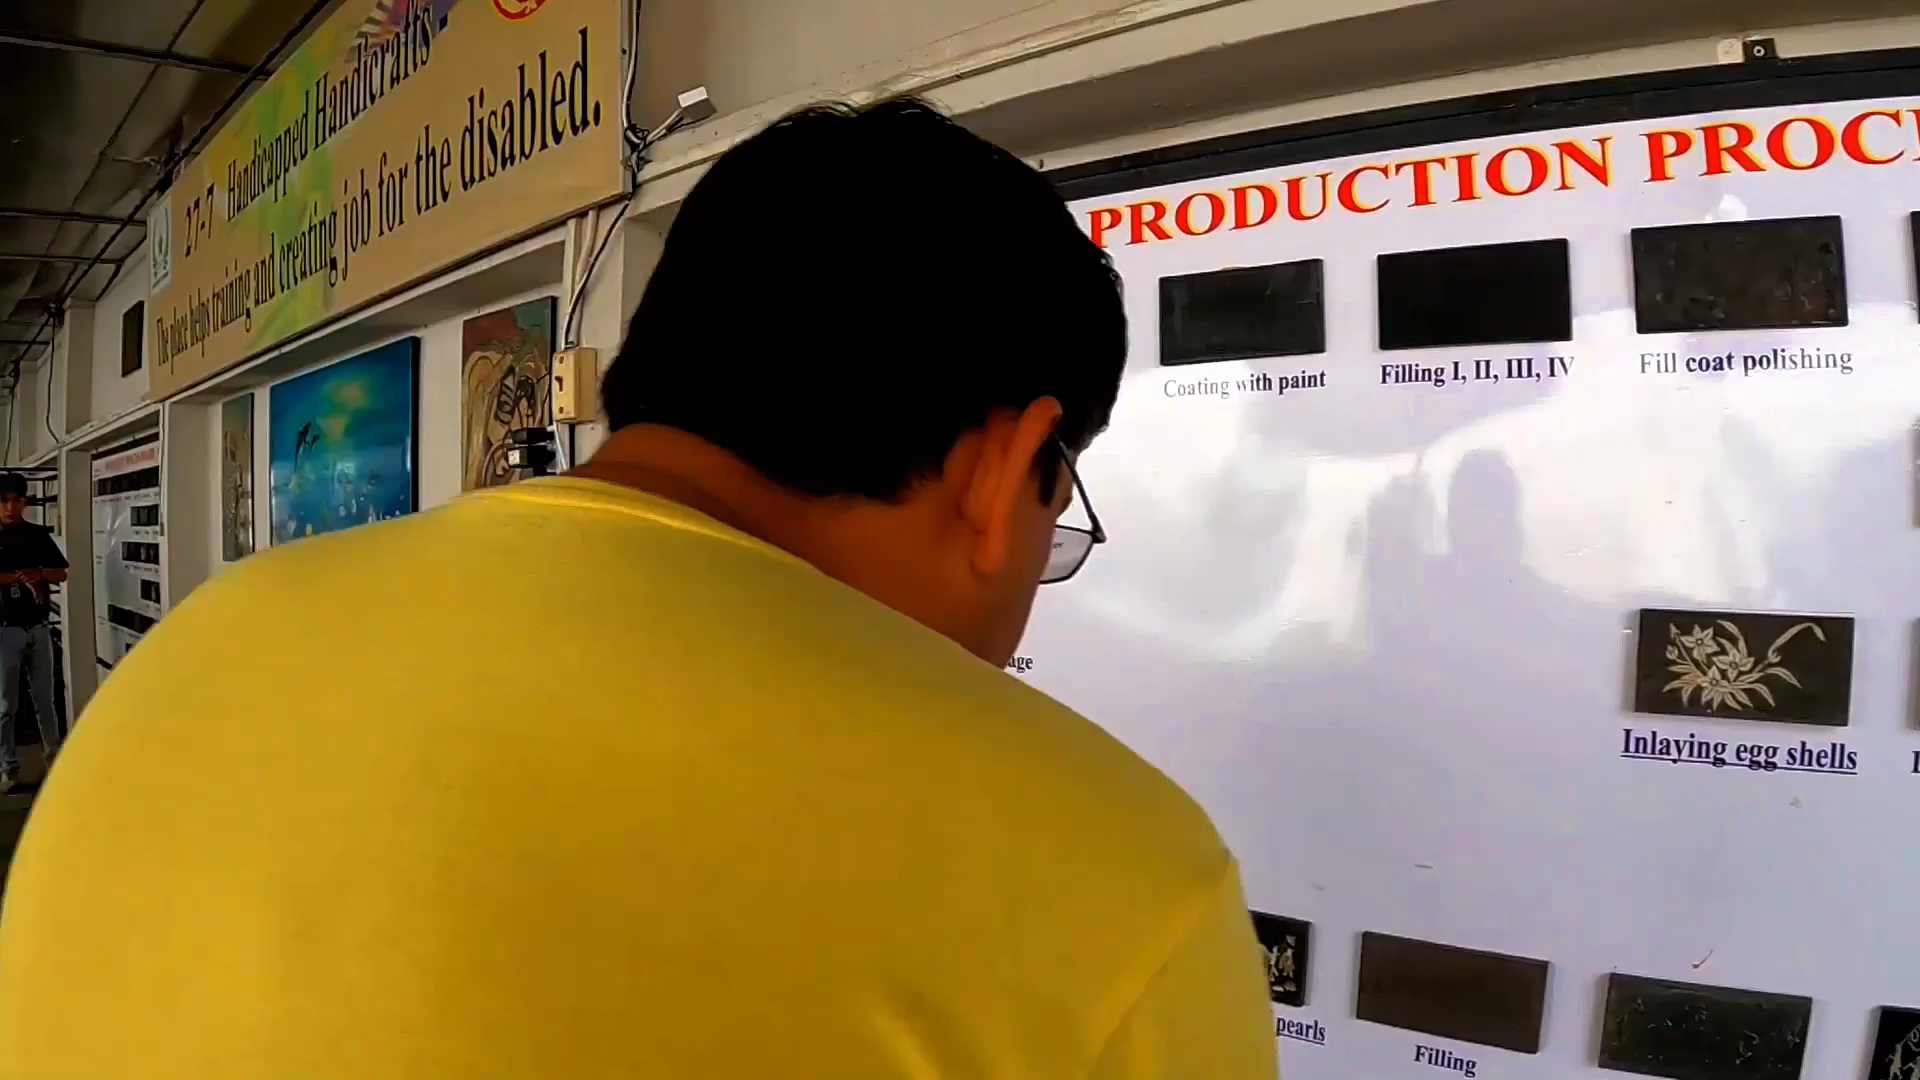 27-7 Handicapped Handicrafts -
The place helps training and creating job for the disabled.
PRODUCTION PROC
Coating with paint
Filling I, II, III, IV
Fill coat polishing
age
Inlaying egg shells
pearls
Filling